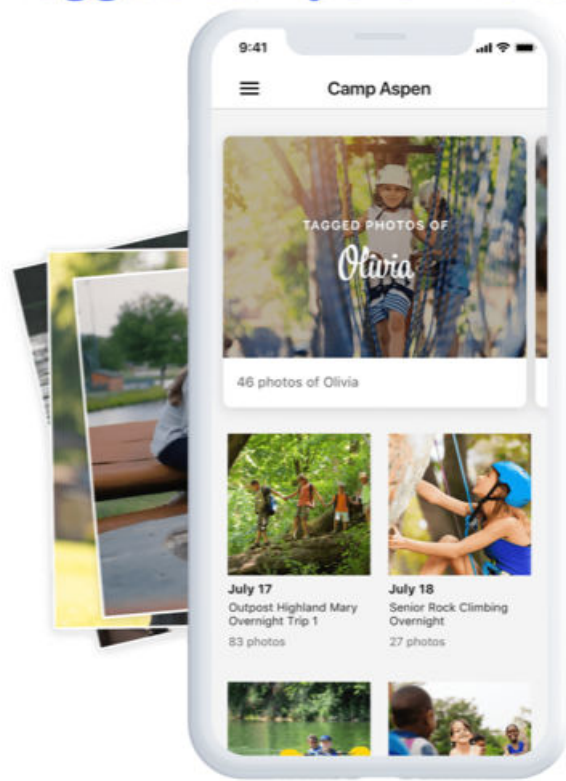 9:41
Camp Aspen
TAGGED PHOTOS OF
Olivia
46 photos of Olivia
July 17
Outpost Highland Mary
Overnight Trip 1
83 photos
July 18
Senior Rock Climbing
Overnight
27 photos